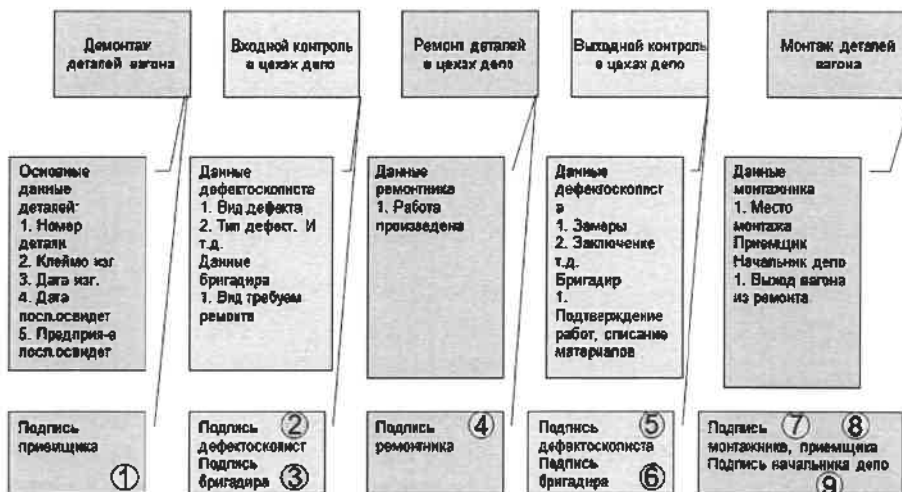 Демонтаж
деталей вагона
Входной контроль
в цехах депо
Ремонт деталей
в цехах депо
Выходной контроль
в цехах депо
Монтаж деталей
вагона
Основные
данные
деталей:
1. Номер
детали
2. Клеймо изг
3. Дата изг.
4. Дата
посл.освидет
5. Предприя-е
посл.освидет
Данные
дефектоскописта
1. Вид дефекта
2. Тип дефект. И
т.д.
Данные
бригадира
1. Вид требуем
ремонта
Данные
ремонтника
1. Работа
произведена
Данные
дефектоскопист
а
1. Замеры
2. Заключение
т.д.
Бригадир
1.
Подтверждение
работ, списание
материалов
Данные
монтажника
1. Место
монтажа
Приемщик
Начальник депо
1. Выход вагона
из ремонта
Подпись
приемщика
1
Подпись 2
дефектоскопист
Подпись
бригадира 3
Подпись 4
ремонтника
Подпись 5
дефектоскописта
Подпись
бригадира 6
Подпись 7 8
монтажника, приемщика
Подпись начальника депо
9